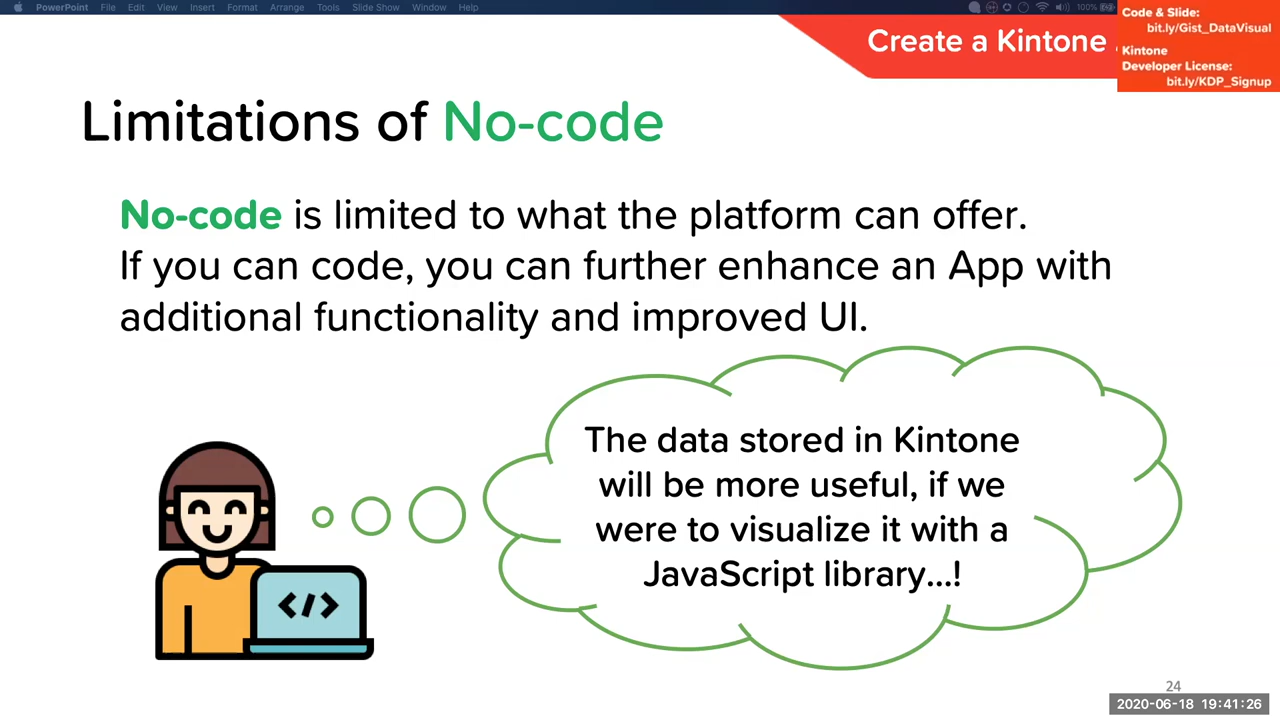 PowerPoint File Edit View Insert Format Arrange Tools Slide Show Window Help 100%
Create a Kintone
Code & Slide:
bit.ly/Gist_DataVisual
Kintone
Developer License:
bit.ly/KDP_Signup
Limitations of No-code
No-code is limited to what the platform can offer.
If you can code, you can further enhance an App with
additional functionality and improved UI.
The data stored in Kintone
will be more useful, if we
were to visualize it with a
JavaScript library...!
</>
24
2020-06-18 19:41:26